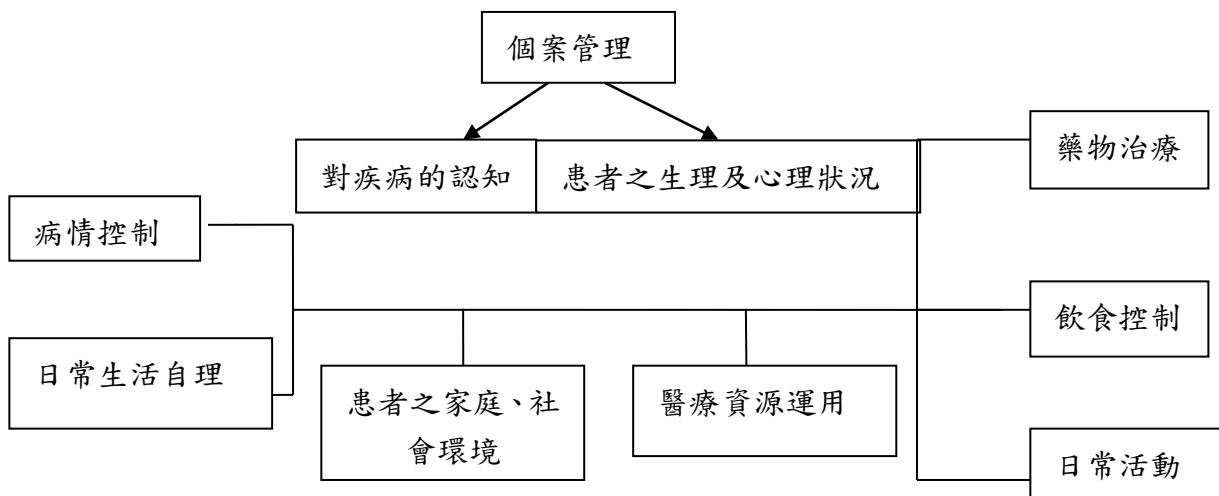 個案管理
對疾病的認知
患者之生理及心理狀況
藥物治療
病情控制
飲食控制
日常生活自理
患者之家庭、社
會環境
醫療資源運用
日常活動